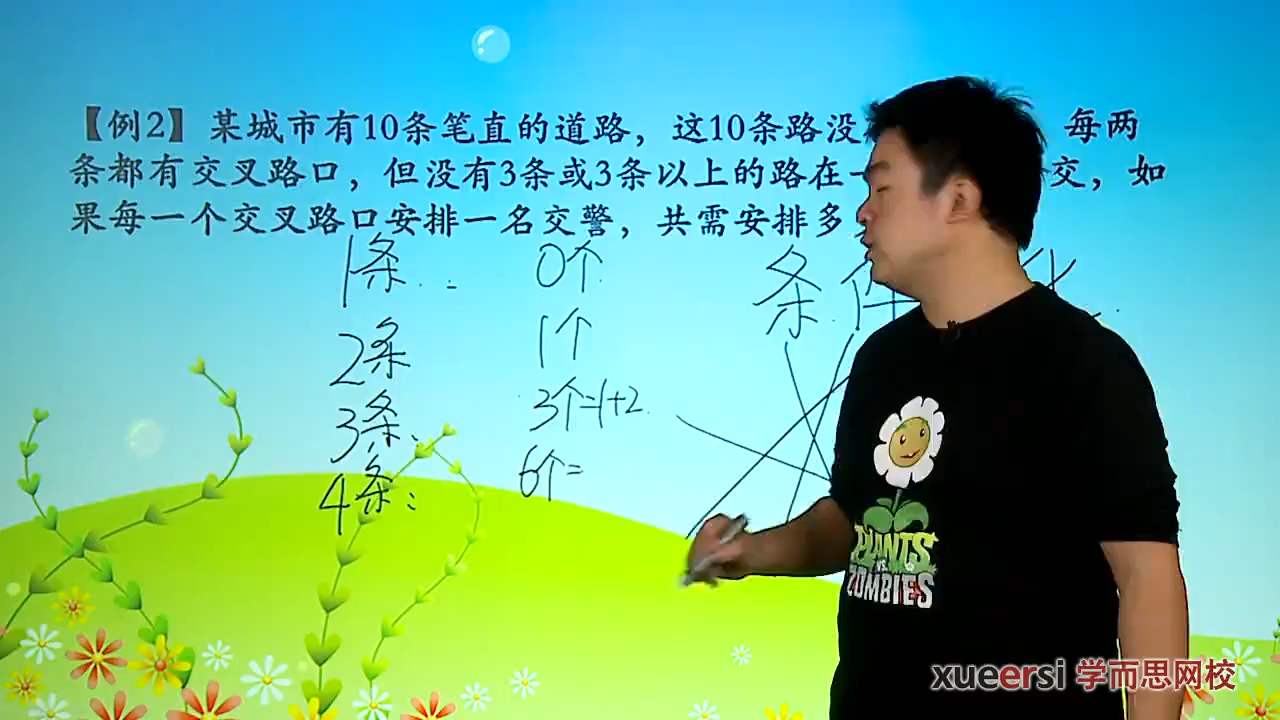 【例2】某城市有10条笔直的道路，这10条路没 每两
条都有交叉路口，但没有3条或3条以上的路在一 交，如
果每一个交叉路口安排一名交警，共需安排多
1条 0个 条件
2条 1个
3条 3个=1+2
4条： 6个=
PLANTS
VS.
ZOMBIES
xueersi 学而思网校